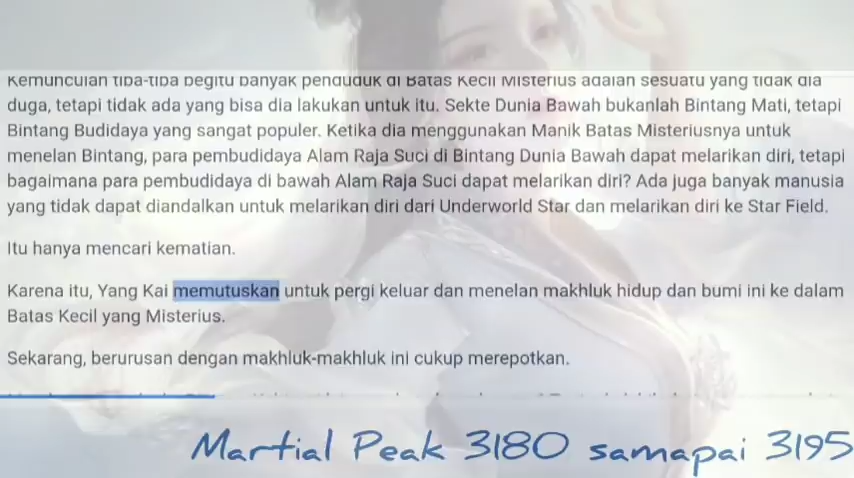 Kemunculan tiba-tiba begitu banyak penduduk di Batas Kecil Misterius adalah sesuatu yang tidak dia
duga, tetapi tidak ada yang bisa dia lakukan untuk itu. Sekte Dunia Bawah bukanlah Bintang Mati, tetapi
Bintang Budidaya yang sangat populer. Ketika dia menggunakan Manik Batas Misteriusnya untuk
menelan Bintang, para pembudidaya Alam Raja Suci di Bintang Dunia Bawah dapat melarikan diri, tetapi
bagaimana para pembudidaya di bawah Alam Raja Suci dapat melarikan diri? Ada juga banyak manusia
yang tidak dapat diandalkan untuk melarikan diri dari Underworld Star dan melarikan diri ke Star Field.
Itu hanya mencari kematian.
Karena itu, Yang Kai memutuskan untuk pergi keluar dan menelan makhluk hidup dan bumi ini ke dalam
Batas Kecil yang Misterius.
Sekarang, berurusan dengan makhluk-makhluk ini cukup merepotkan.
Martial Peak 3180 samapai 3195